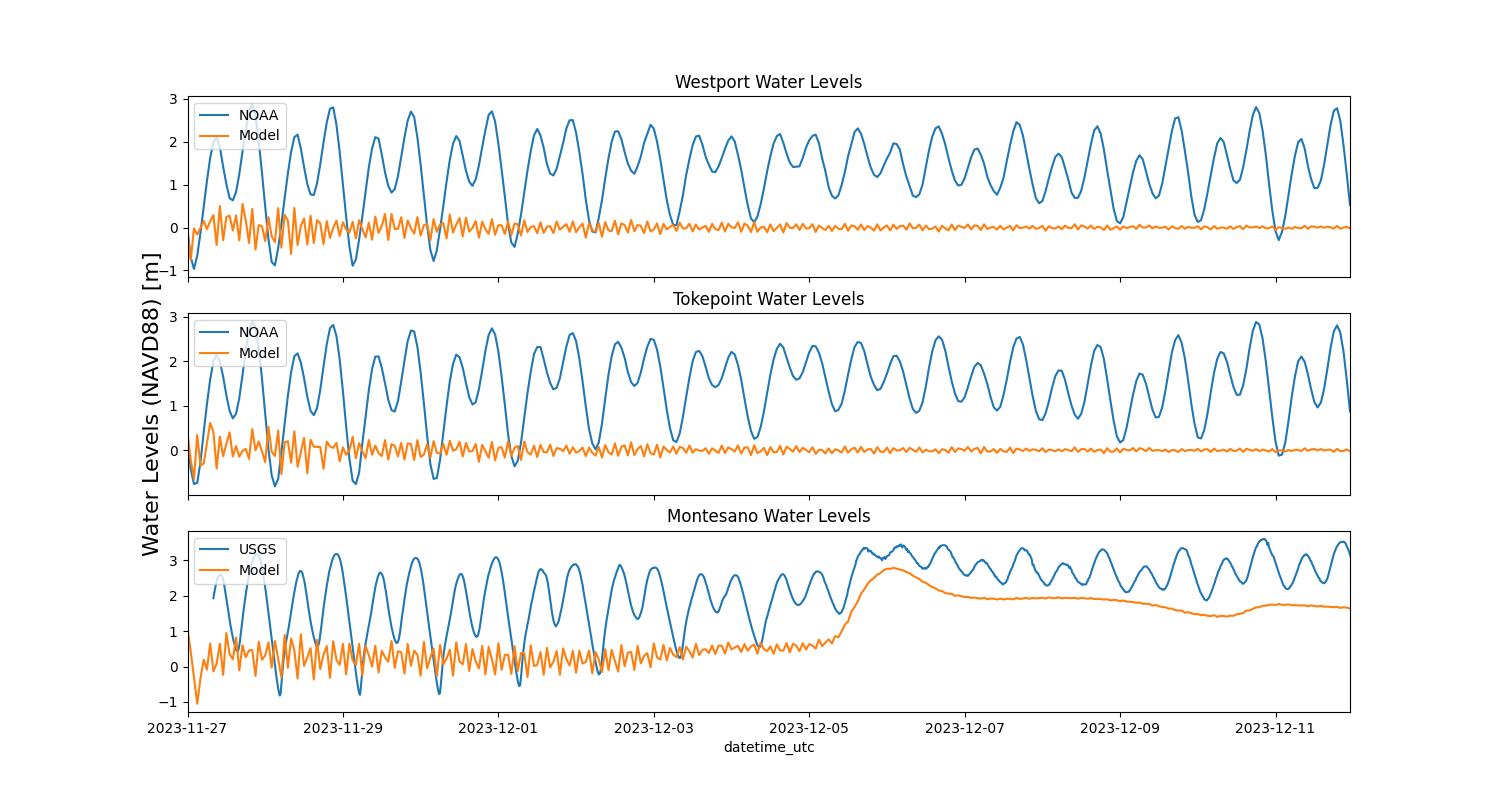 Westport Water Levels
3
2
1
0
−1
NOAA
Model
Tokepoint Water Levels
3
2
1
0
NOAA
Model
Water Levels (NAVD88) [m]
Montesano Water Levels
3
2
1
0
−1
USGS
Model
2023-11-27 2023-11-29 2023-12-01 2023-12-03 2023-12-05 2023-12-07 2023-12-09 2023-12-11
datetime_utc